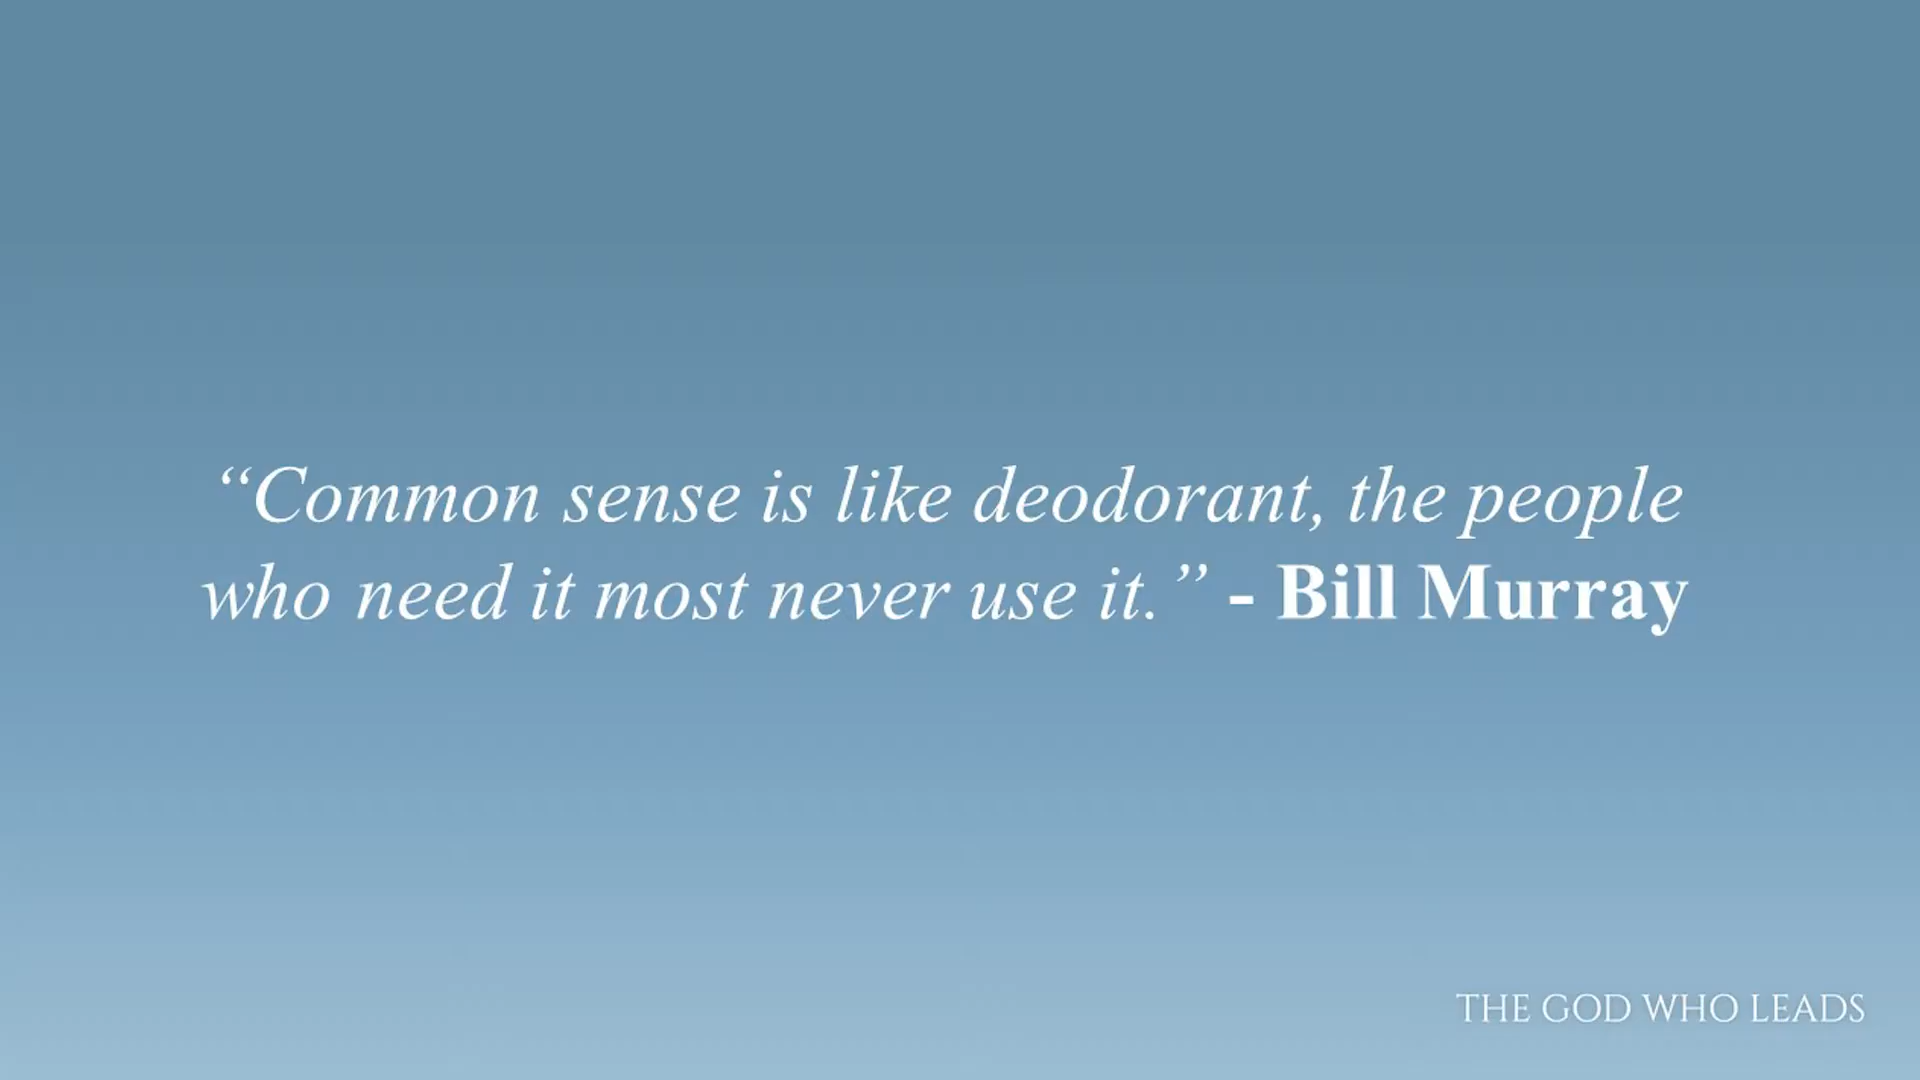 “Common sense is like deodorant, the people
who need it most never use it.” - Bill Murray
THE GOD WHO LEADS